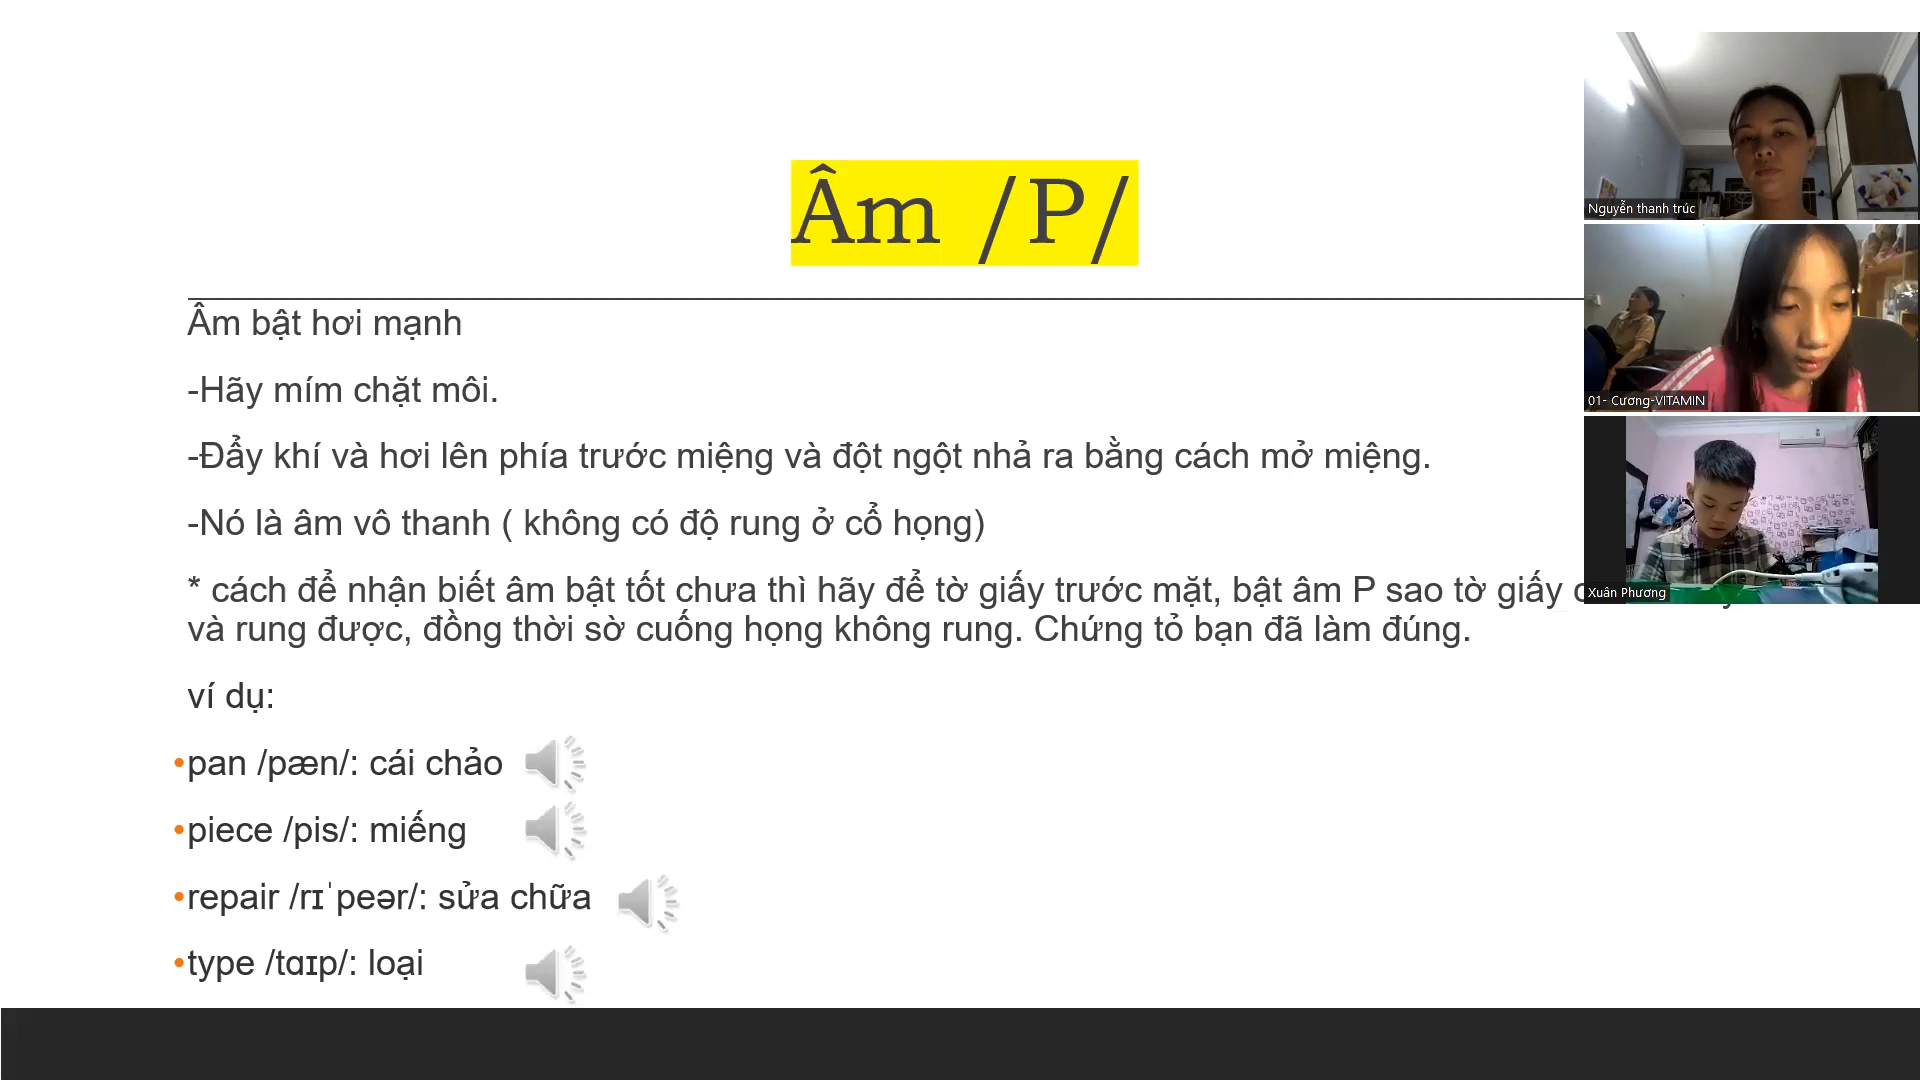 Âm /P/
Nguyễn thanh trúc
Âm bật hơi mạnh
-Hãy mím chặt môi.
01- Cương-VITAMIN
-Đẩy khí và hơi lên phía trước miệng và đột ngột nhả ra bằng cách mở miệng.
-Nó là âm vô thanh ( không có độ rung ở cổ họng)
* cách để nhận biết âm bật tốt chưa thì hãy để tờ giấy trước mặt, bật âm P sao tờ giấy
Xuân Phương
và rung được, đồng thời sờ cuống họng không rung. Chứng tỏ bạn đã làm đúng.
ví dụ:
•pan /pæn/: cái chảo
•piece /pis/: miếng
•repair /rɪˈpeər/: sửa chữa
•type /tɑɪp/: loại